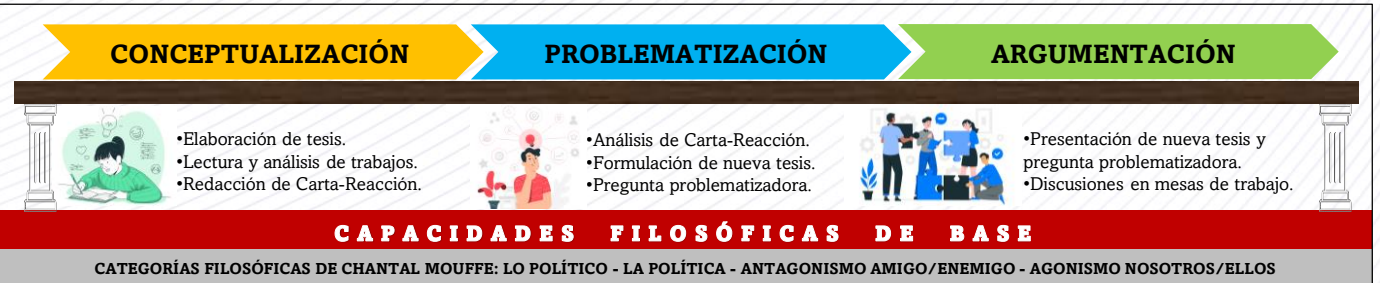 CONCEPTUALIZACIÓN
PROBLEMATIZACIÓN
ARGUMENTACIÓN
•Elaboración de tesis.
•Lectura y análisis de trabajos.
•Redacción de Carta-Reacción.
•Análisis de Carta-Reacción.
•Formulación de nueva tesis.
•Pregunta problematizadora.
•Presentación de nueva tesis y
pregunta problematizadora.
•Discusiones en mesas de trabajo.
CAPACIDADES FILOSÓFICAS DE BASE
CATEGORÍAS FILOSÓFICAS DE CHANTAL MOUFFE: LO POLÍTICO - LA POLÍTICA - ANTAGONISMO AMIGO/ENEMIGO - AGONISMO NOSOTROS/ELLOS